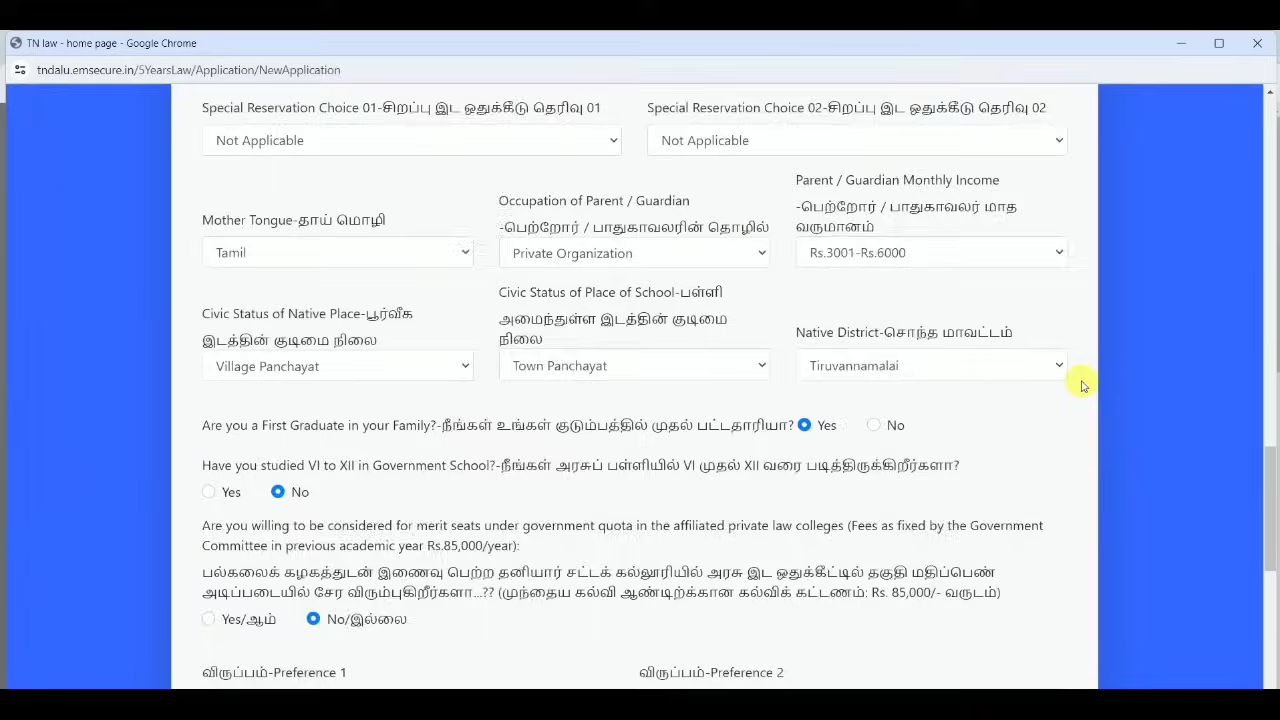 TN law - home page - Google Chrome
tndalu.emsecure.in/5YearsLaw/Application/NewApplication
Special Reservation Choice 01-சிறப்பு இட ஒதுக்கீடு தெரிவு 01
Special Reservation Choice 02-சிறப்பு இட ஒதுக்கீடு தெரிவு 02
Not Applicable
Not Applicable
Mother Tongue-தாய் மொழி
Occupation of Parent / Guardian
-பெற்றோர் / பாதுகாவலரின் தொழில்
Parent / Guardian Monthly Income
-பெற்றோர் / பாதுகாவலர் மாத
வருமானம்
Tamil
Private Organization
Rs.3001-Rs.6000
Civic Status of Native Place-பூர்வீக
இடத்தின் குடிமை நிலை
Civic Status of Place of School-பள்ளி
அமைந்துள்ள இடத்தின் குடிமை
நிலை
Native District-சொந்த மாவட்டம்
Village Panchayat
Town Panchayat
Tiruvannamalai
Are you a First Graduate in your Family?-நீங்கள் உங்கள் குடும்பத்தில் முதல் பட்டதாரியா? Yes No
Have you studied VI to XII in Government School?-நீங்கள் அரசுப் பள்ளியில் VI முதல் XII வரை படித்திருக்கிறீர்களா?
Yes No
Are you willing to be considered for merit seats under government quota in the affiliated private law colleges (Fees as fixed by the Government
Committee in previous academic year Rs.85,000/year):
பல்கலைக் கழகத்துடன் இணைவு பெற்ற தனியார் சட்டக் கல்லூரியில் அரசு இட ஒதுக்கீட்டில் தகுதி மதிப்பெண்
அடிப்படையில் சேர விரும்புகிறீர்களா...?? (முந்தைய கல்வி ஆண்டிற்க்கான கல்விக் கட்டணம்: Rs. 85,000/- வருடம்)
Yes/ஆம் No/இல்லை
விருப்பம்-Preference 1
விருப்பம்-Preference 2